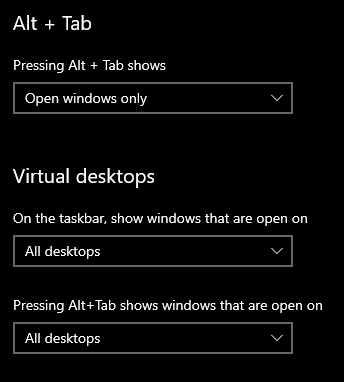 Alt + Tab
Pressing Alt + Tab shows
Open windows only
Virtual desktops
On the taskbar, show windows that are open on
All desktops
Pressing Alt+Tab shows windows that are open on
All desktops